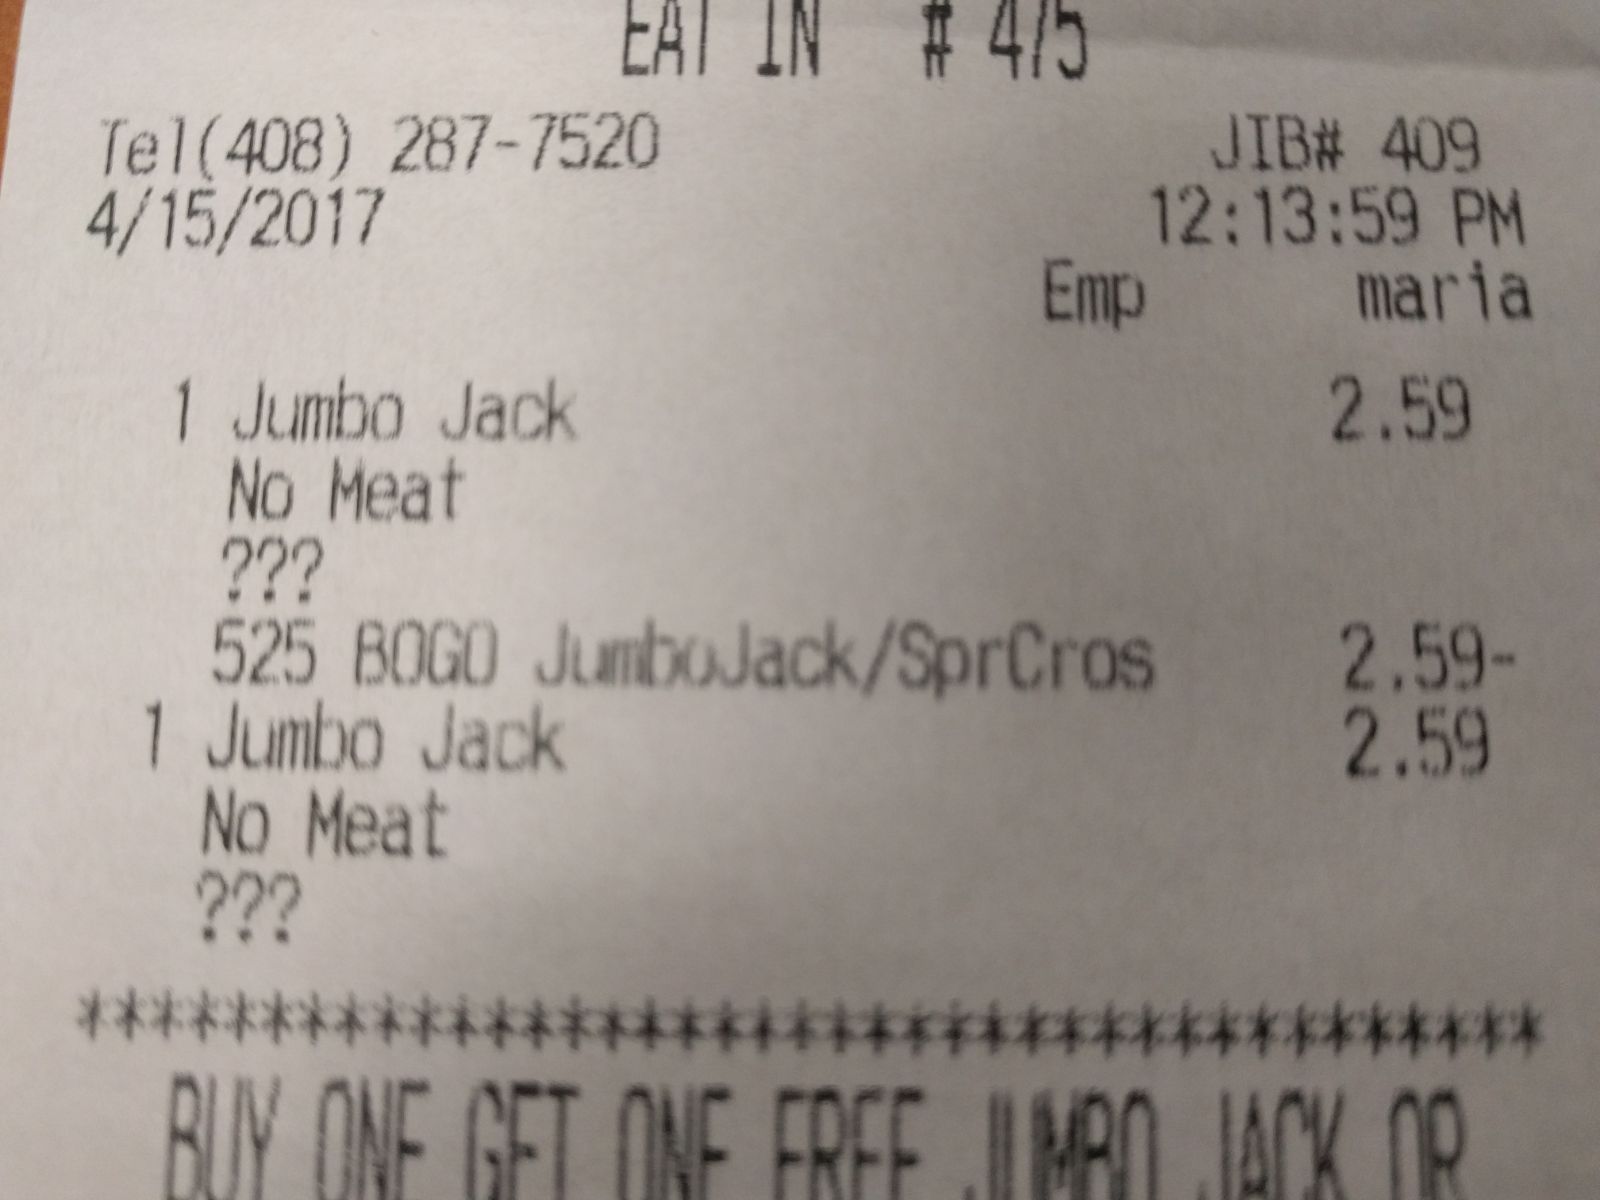 EAT IN # 475
Tel(408) 287-7520 JIB# 409
4/15/2017 12:13:59 PM
Emp maria
1 Jumbo Jack 2.59
No Meat
???
525 BOGO JumboJack/SprCros 2.59-
1 Jumbo Jack 2.59
No Meat
???
***************************************
BUY ONE GET ONE FREE JUMBO JACK OR